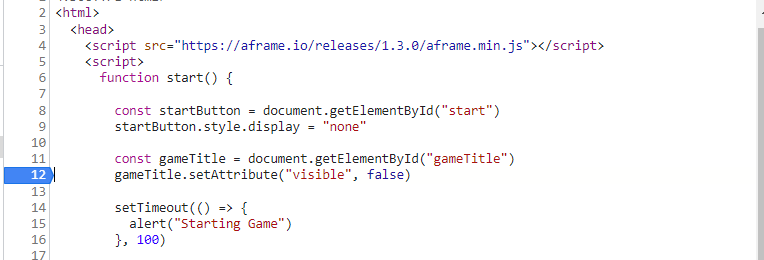 2 <html>
3 <head>
4 <script src="https://aframe.io/releases/1.3.0/aframe.min.js"></script>
5 <script>
6 function start() {
7
8 const startButton = document.getElementById("start")
9 startButton.style.display = "none"
10
11 const gameTitle = document.getElementById("gameTitle")
12 gameTitle.setAttribute("visible", false)
13
14 setTimeout(() => {
15 alert("Starting Game")
16 }, 100)
17